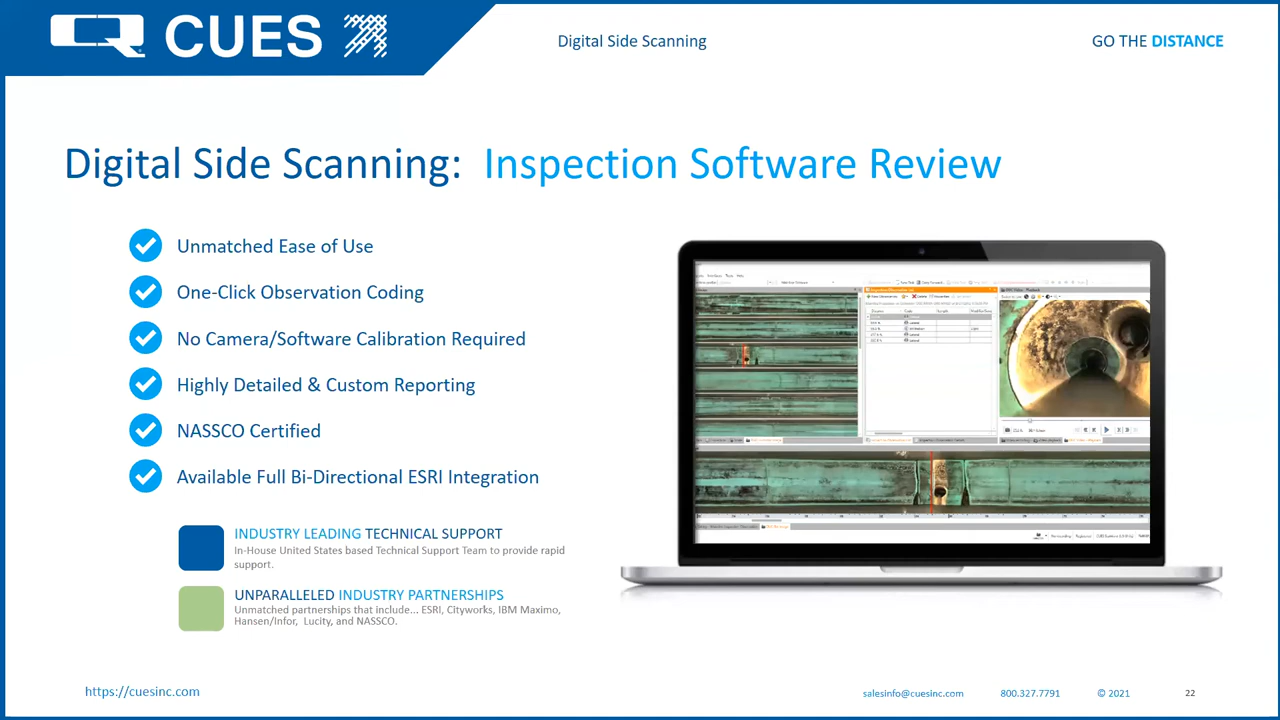 CUES
Digital Side Scanning
GO THE DISTANCE
Digital Side Scanning: Inspection Software Review
Unmatched Ease of Use
One-Click Observation Coding
No Camera/Software Calibration Required
Highly Detailed & Custom Reporting
NASSCO Certified
Available Full Bi-Directional ESRI Integration
INDUSTRY LEADING TECHNICAL SUPPORT
In-House United States based Technical Support Team to provide rapid
support.
UNPARALLELED INDUSTRY PARTNERSHIPS
Unmatched partnerships that include... ESRI, Cityworks, IBM Maximo,
Hansen/Infor, Lucity, and NASSCO.
https://cuesinc.com
salesinfo@cuesinc.com
800.327.7791
© 2021
22